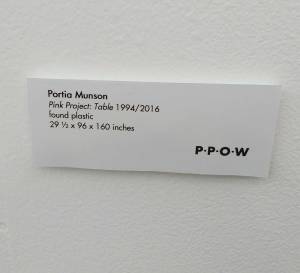 Portia Munson
Pink Project: Table 1994/2016
found plastic
29 ½ x 96 x 160 inches
P·P·O·W